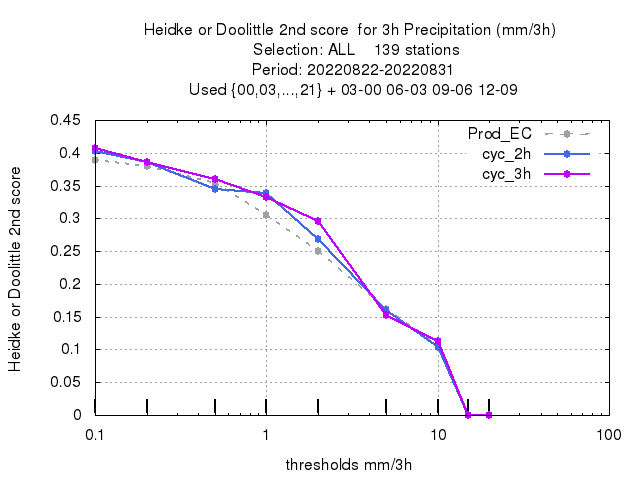 Heidke or Doolittle 2nd score  for 3h Precipitation (mm/3h)
Selection: ALL    139 stations
Period: 20220822-20220831
Used {00,03,...,21} + 03-00 06-03 09-06 12-09
Prod_EC
cyc_2h
cyc_3h
0.45
0.4
0.35
0.3
0.25
0.2
0.15
0.1
0.05
0
Heidke or Doolittle 2nd score
0.1 1 10 100
thresholds mm/3h